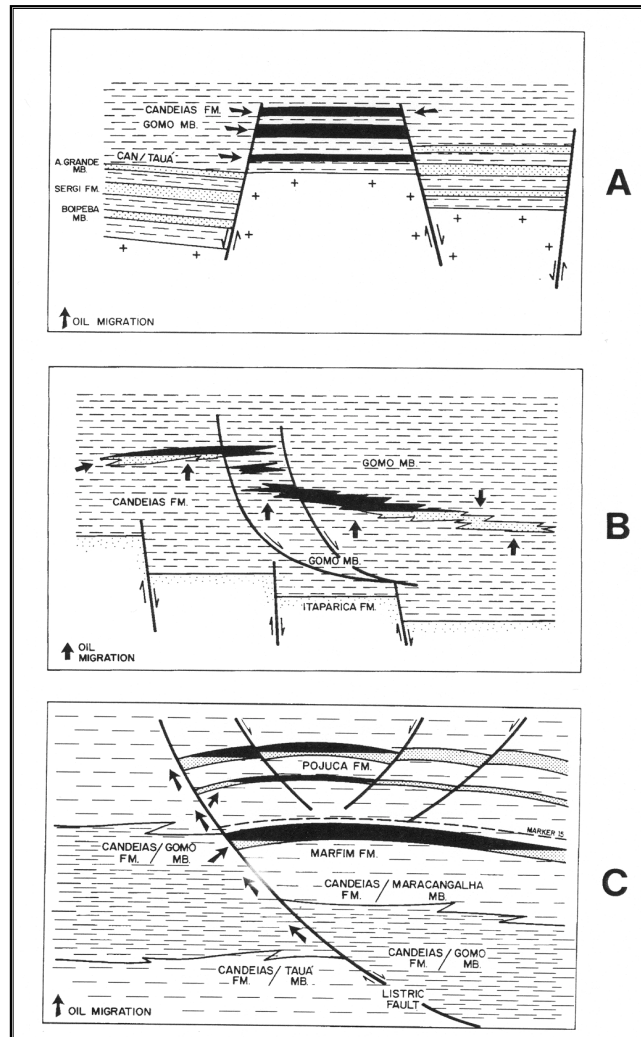 CANDEIAS FM.
GOMO MB.
CAN/TAUÁ
A.GRANDE
MB.
SERGI FM.
BOIPEBA
MB.
OIL MIGRATION
A
GOMO MB.
CANDEIAS FM.
GOMO MB.
ITAPARICA FM.
OIL
MIGRATION
B
POJUCA FM.
MARKER 15
CANDEIAS/GOMO
FM. / MB.
MARFIM FM.
CANDEIAS/MARACANGALHA
FM. / MB.
CANDEIAS/GOMO
FM. / MB.
CANDEIAS/TAUÁ
FM. / MB.
LISTRIC
FAULT
OIL MIGRATION
C